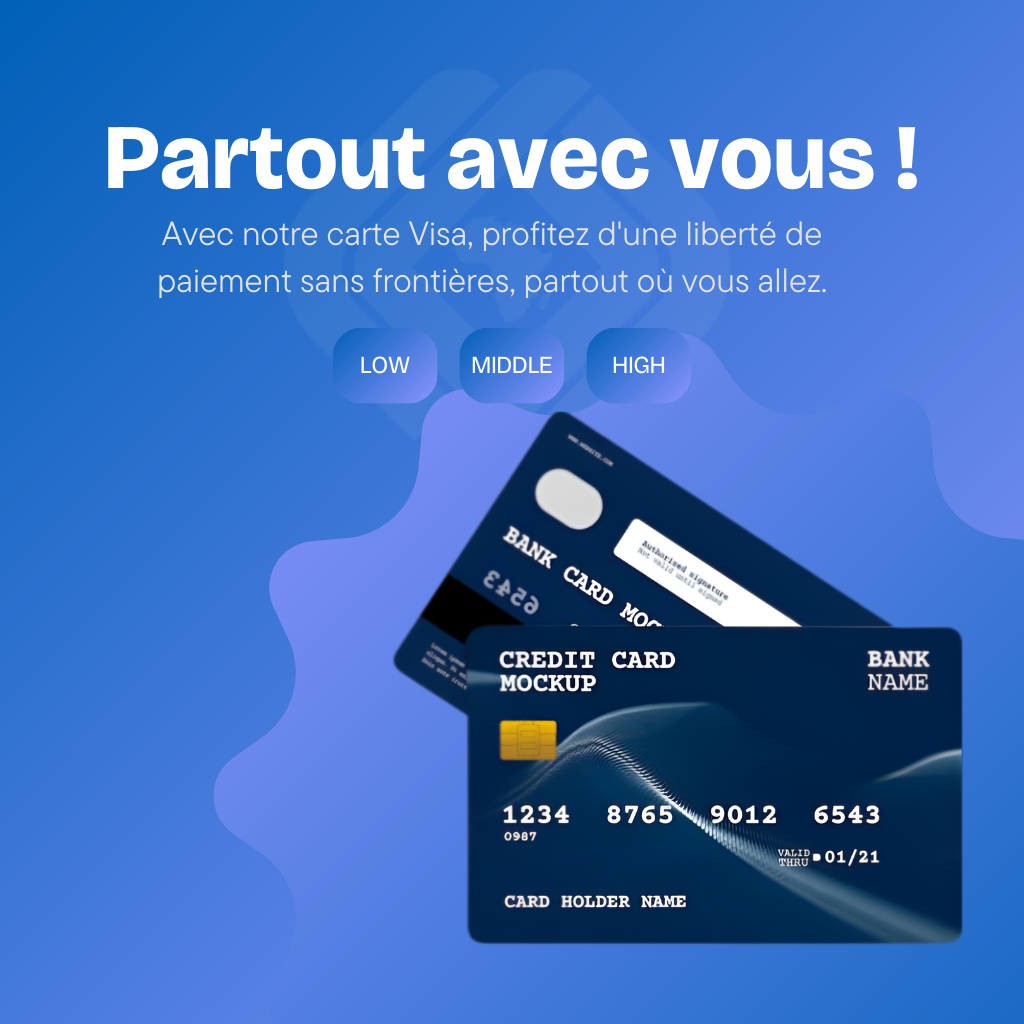 Partout avec vous !
Avec notre carte Visa, profitez d'une liberté de
paiement sans frontières, partout où vous allez.
LOW
MIDDLE
HIGH
Authorised signature
Not valid until signed
BANK CARD
6543
CREDIT CARD
MOCKUP
BANK
NAME
1234 8765 9012 6543
0987
VALID
THRU
01/21
CARD HOLDER NAME